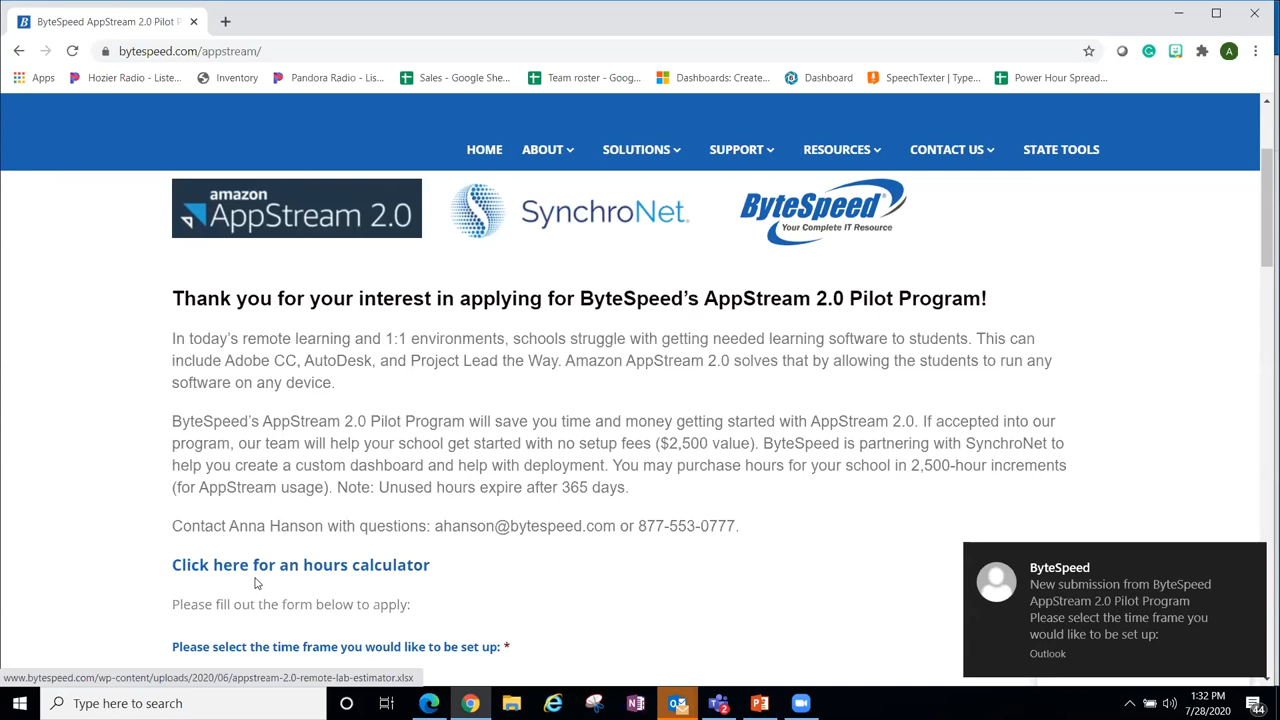 ByteSpeed AppStream 2.0 Pilot P
bytespeed.com/appstream/
A
Apps Hozier Radio - Liste... Inventory Pandora Radio - Lis... Sales - Google She... Team roster - Goog... Dashboards: Create... Dashboard SpeechTexter | Type... Power Hour Spread...
HOME ABOUT SOLUTIONS SUPPORT RESOURCES CONTACT US STATE TOOLS
amazon
AppStream 2.0
SynchroNet
ByteSpeed
Your Complete IT Resource
Thank you for your interest in applying for ByteSpeed's AppStream 2.0 Pilot Program!
In today's remote learning and 1:1 environments, schools struggle with getting needed learning software to students. This can
include Adobe CC, AutoDesk, and Project Lead the Way. Amazon AppStream 2.0 solves that by allowing the students to run any
software on any device.
ByteSpeed's AppStream 2.0 Pilot Program will save you time and money getting started with AppStream 2.0. If accepted into our
program, our team will help your school get started with no setup fees ($2,500 value). ByteSpeed is partnering with SynchroNet to
help you create a custom dashboard and help with deployment. You may purchase hours for your school in 2,500-hour increments
(for AppStream usage). Note: Unused hours expire after 365 days.
Contact Anna Hanson with questions: ahanson@bytespeed.com or 877-553-0777.
Click here for an hours calculator
Please fill out the form below to apply:
Please select the time frame you would like to be set up: *
ByteSpeed
New submission from ByteSpeed
AppStream 2.0 Pilot Program
Please select the time frame you
would like to be set up:
Outlook
www.bytespeed.com/wp-content/uploads/2020/06/appstream-2.0-remote-lab-estimator.xlsx
Type here to search
1:32 PM
7/28/2020
44